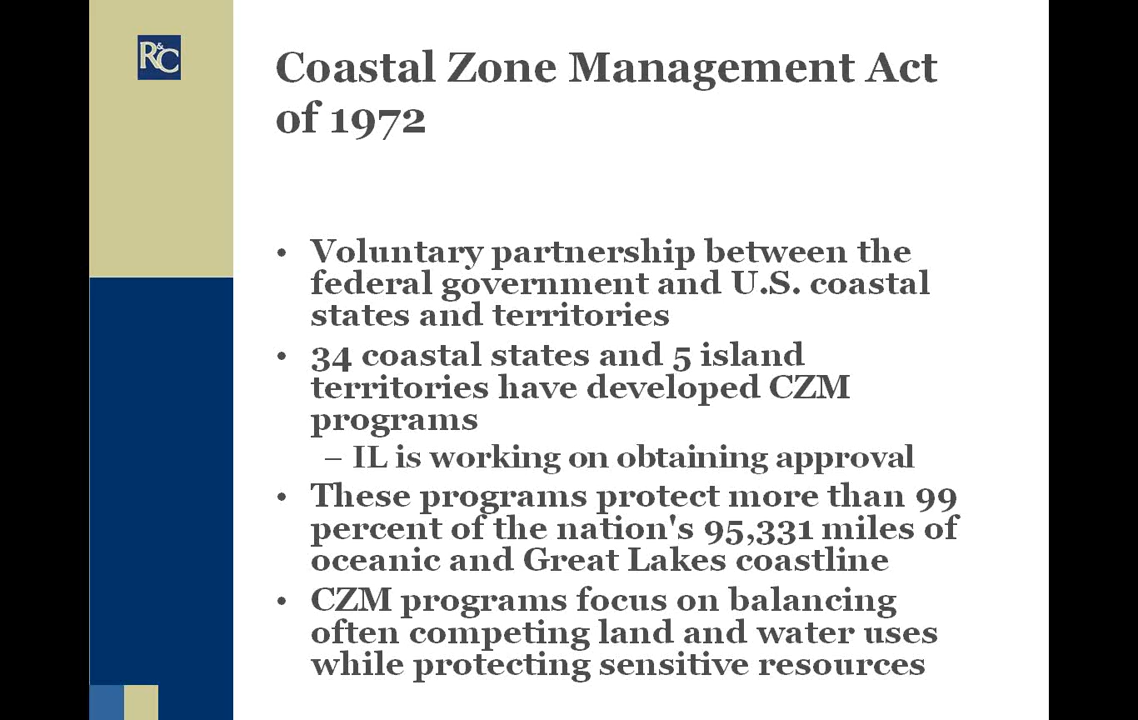 R&C
Coastal Zone Management Act
of 1972
• Voluntary partnership between the
federal government and U.S. coastal
states and territories
• 34 coastal states and 5 island
territories have developed CZM
programs
– IL is working on obtaining approval
• These programs protect more than 99
percent of the nation's 95,331 miles of
oceanic and Great Lakes coastline
• CZM programs focus on balancing
often competing land and water uses
while protecting sensitive resources